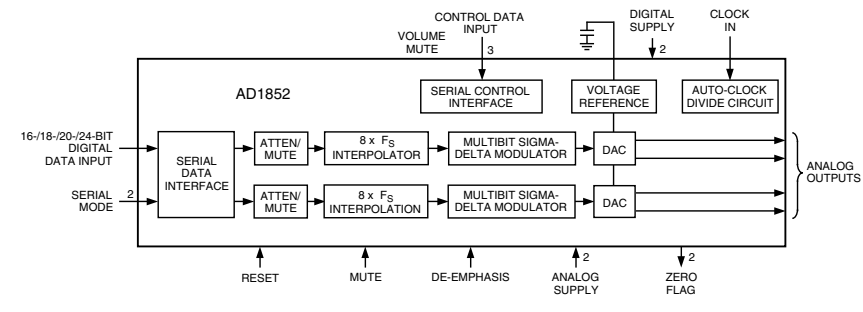 CONTROL DATA
INPUT
VOLUME
MUTE
3
DIGITAL
SUPPLY
2
CLOCK
IN
AD1852
SERIAL CONTROL
INTERFACE
VOLTAGE
REFERENCE
AUTO-CLOCK
DIVIDE CIRCUIT
16-/18-/20-/24-BIT
DIGITAL
DATA INPUT
SERIAL
MODE
2
SERIAL
DATA
INTERFACE
ATTEN/
MUTE
8 x FS
INTERPOLATOR
MULTIBIT SIGMA-
DELTA MODULATOR
DAC
ATTEN/
MUTE
8 x FS
INTERPOLATION
MULTIBIT SIGMA-
DELTA MODULATOR
DAC
ANALOG
OUTPUTS
RESET
MUTE
DE-EMPHASIS
2
ANALOG
SUPPLY
2
ZERO
FLAG